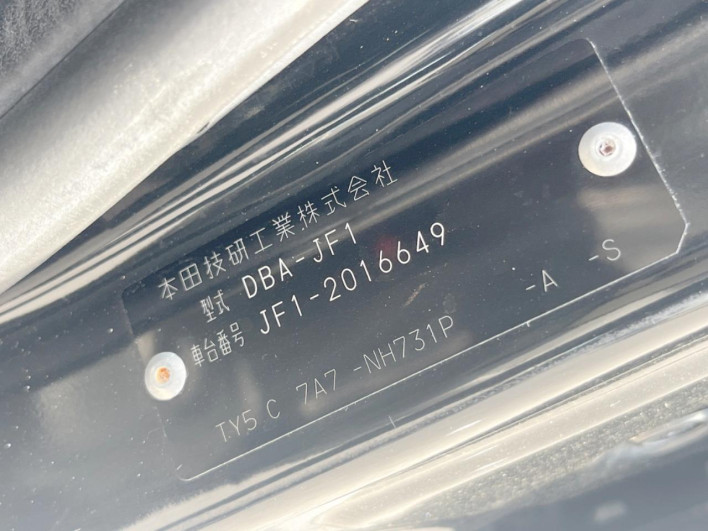 本田技研工業株式会社
型式 DBA-JF1
車台番号 JF1-2016649
TY5 C 7A7 -NH731P -A -S